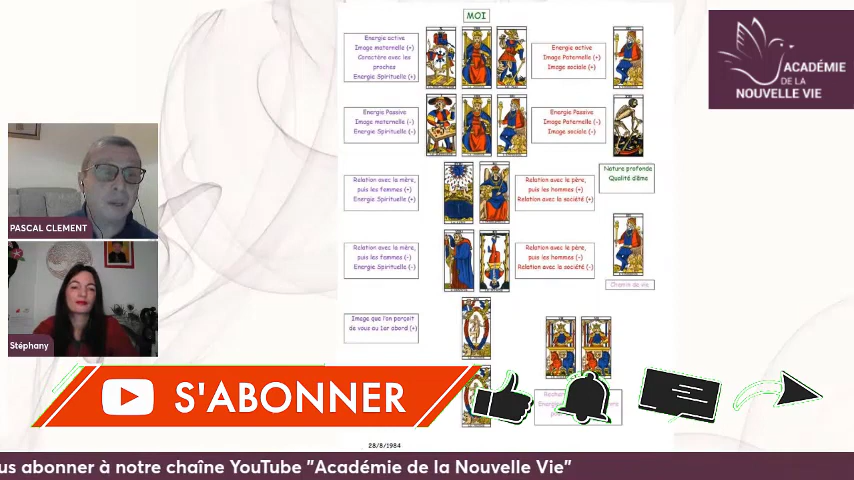 MOI
Energie active
Image maternelle (+)
Caractère avec les
proches
Energie Spirituelle (+)
Energie active
Image Paternelle (+)
Image sociale (+)
ACADÉMIE
DE LA
NOUVELLE VIE
Energie Passive
Image maternelle (-)
Energie Spirituelle (-)
Energie Passive
Image Paternelle (-)
Image sociale (-)
Nature profonde
Qualité d'âme
Relation avec la mère,
puis les femmes (+)
Energie Spirituelle (+)
Relation avec le père,
puis les hommes (+)
Relation avec la société (+)
PASCAL CLEMENT
Relation avec la mère,
puis les femmes (-)
Energie Spirituelle (-)
Relation avec le père,
puis les hommes (-)
Relation avec la société (-)
Chemin de vie
Image que l'on perçoit
de vous au 1er abord (+)
Stéphany
S'ABONNER
28/8/1984
us abonner à notre chaîne YouTube "Académie de la Nouvelle Vie"